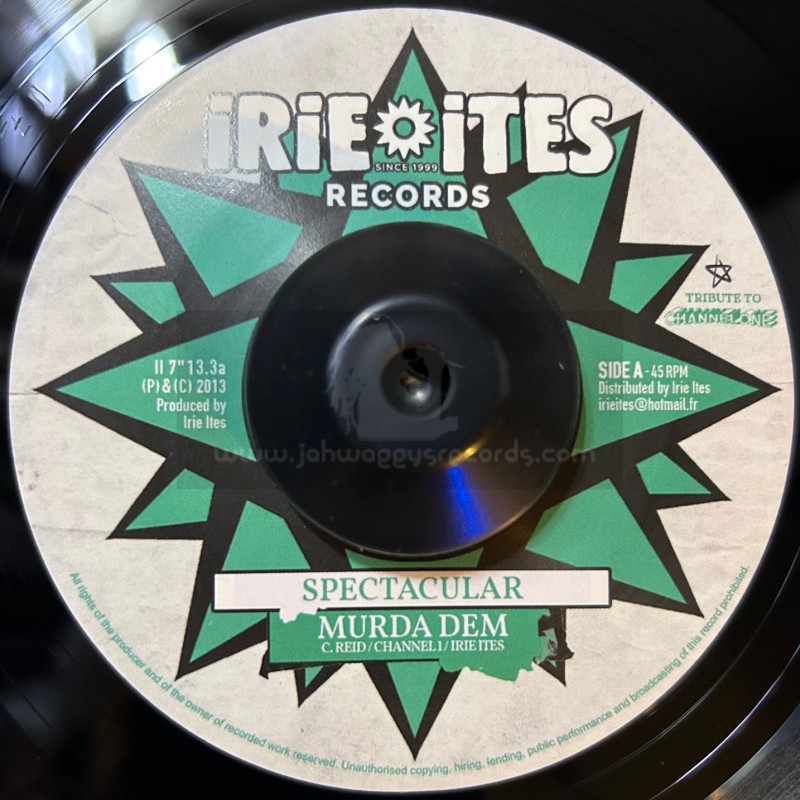 iRiE iTES
SINCE 1999
RECORDS
TRIBUTE TO
CHANNEL ONE
II 7" 13.3a
(P) & (C) 2013
Produced by
Irie Ites
SIDE A - 45 RPM
Distributed by Irie Ites
irieites@hotmail.fr
www.jahwaggysrecords.com
SPECTACULAR
MURDA DEM
C. REID / CHANNEL 1 / IRIE ITES
All rights of the producer and of the owner of recorded work reserved. Unauthorised copying, hiring, lending, public performance and broadcasting of this record prohibited.